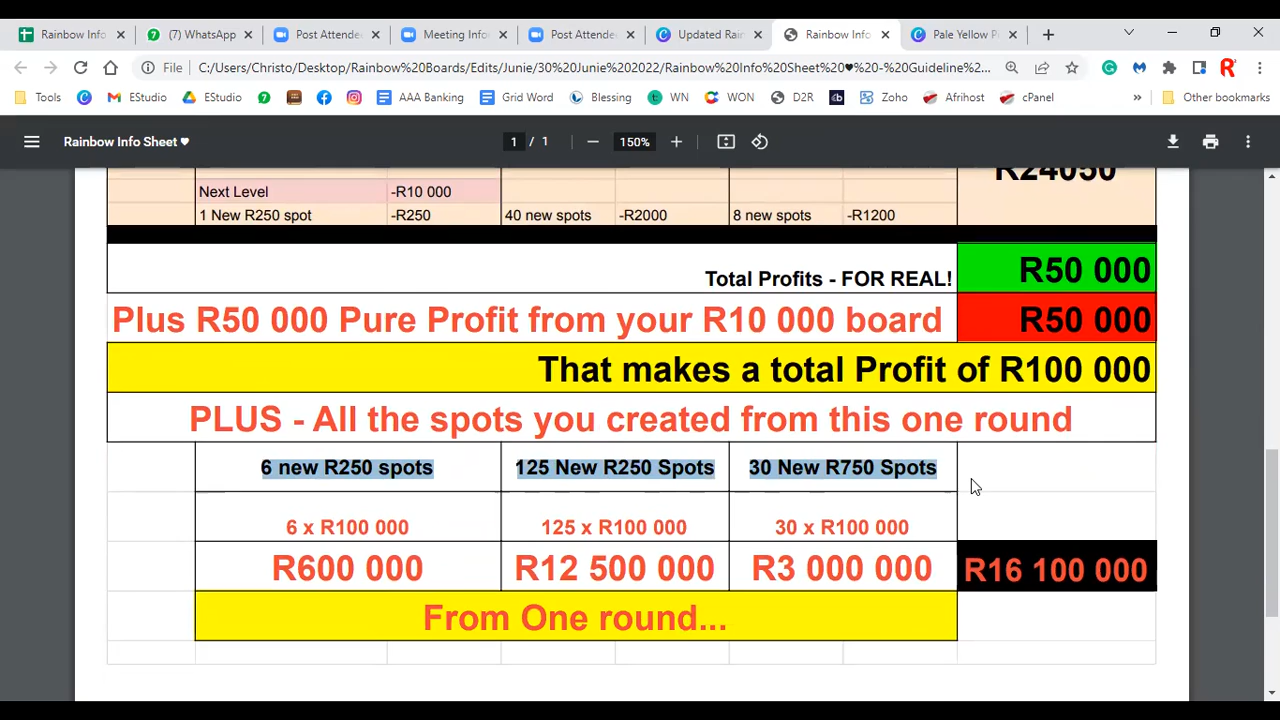 Rainbow Info
(7) WhatsApp
Post Attende
Meeting Info
Post Attende
Updated Rai
Rainbow Info
Pale Yellow P
File C:/Users/Christo/Desktop/Rainbow%20Boards/Edits/Junie/30%20Junie%202022/Rainbow%20Info%20Sheet%20♥%20-%20Guideline%2...
Tools EStudio EStudio AAA Banking Grid Word Blessing WN WON D2R Zoho Afrihost cPanel » Other bookmarks
Rainbow Info Sheet ♥ 1 / 1 150%
R24050
Next Level -R10 000
1 New R250 spot -R250 40 new spots -R2000 8 new spots -R1200
Total Profits - FOR REAL! R50 000
Plus R50 000 Pure Profit from your R10 000 board R50 000
That makes a total Profit of R100 000
PLUS - All the spots you created from this one round
6 new R250 spots 125 New R250 Spots 30 New R750 Spots
6 x R100 000 125 x R100 000 30 x R100 000
R600 000 R12 500 000 R3 000 000 R16 100 000
From One round...